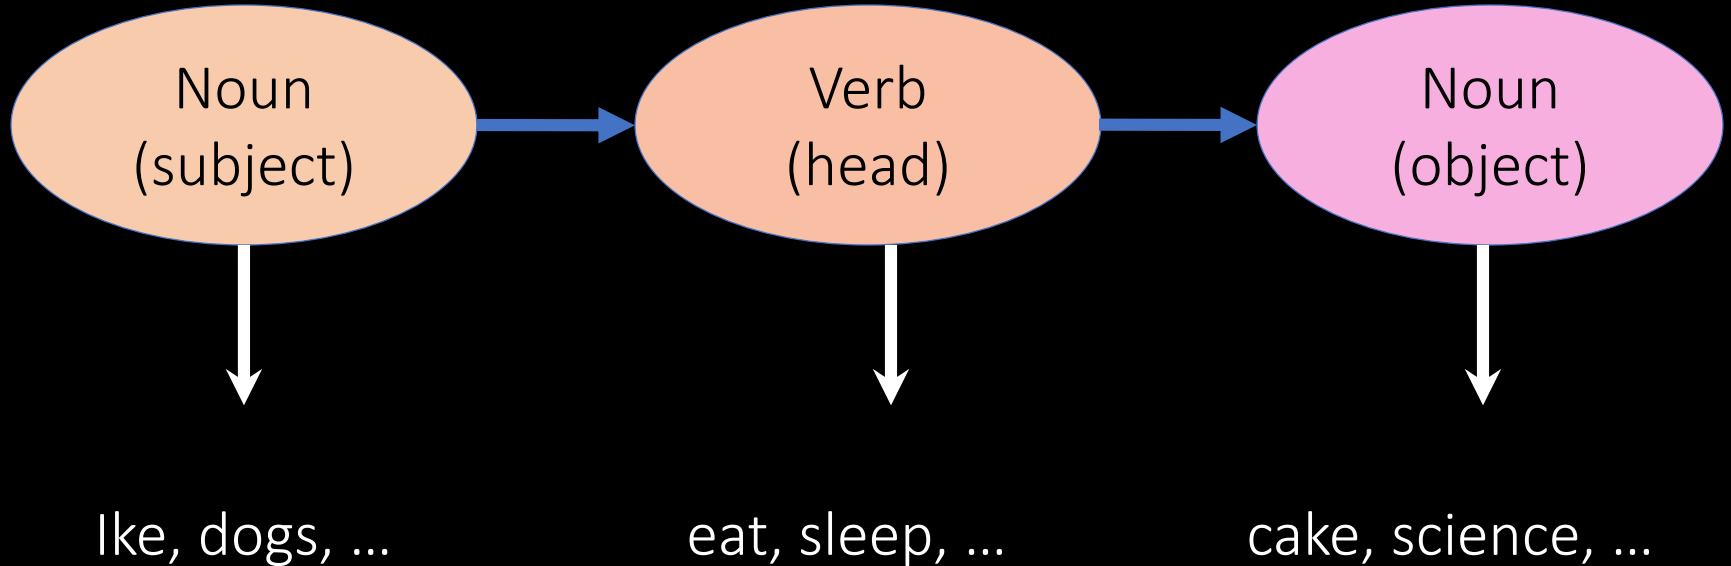 Noun
(subject)
Verb
(head)
Noun
(object)
Ike, dogs, ...
eat, sleep, ...
cake, science, ...